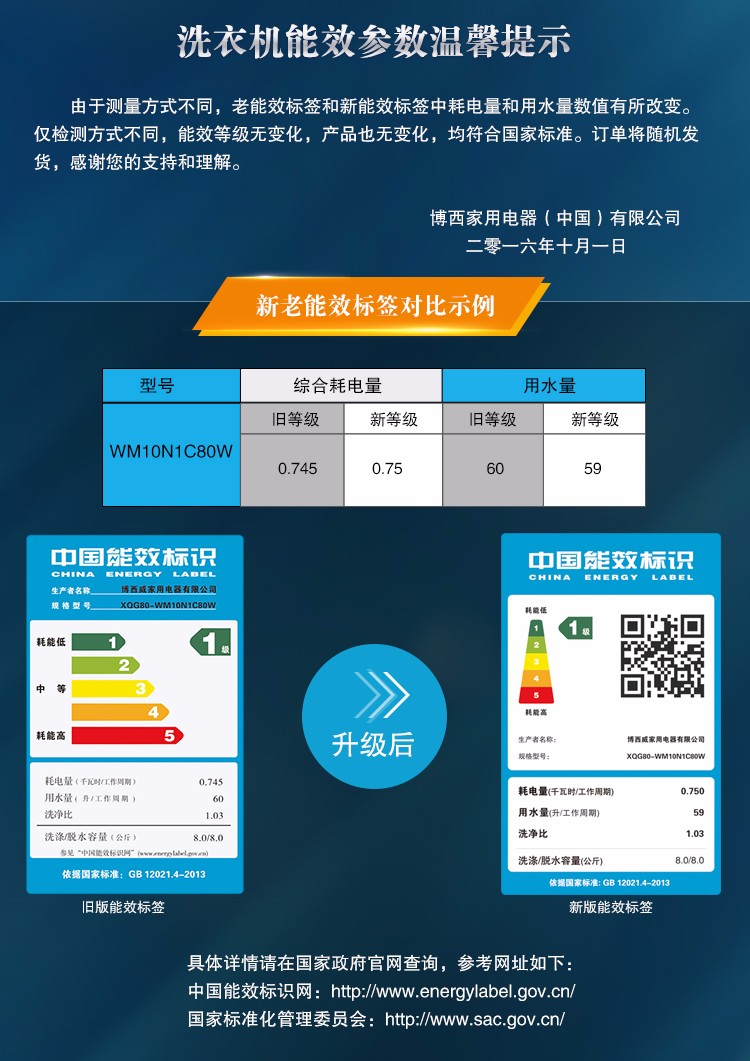 洗衣机能效参数温馨提示
由于测量方式不同，老能效标签和新能效标签中耗电量和用水量数值有所改变。
仅检测方式不同，能效等级无变化，产品也无变化，均符合国家标准。订单将随机发
货，感谢您的支持和理解。
博西家用电器（中国）有限公司
二零一六年十月一日
新老能效标签对比示例
型号 综合耗电量 用水量
旧等级 新等级 旧等级 新等级
WM10N1C80W 0.745 0.75 60 59
中国能效标识
CHINA ENERGY LABEL
生产者名称 博西威家用电器有限公司
规格型号 XQG80-WM10N1C80W
耗能低 1 1级
2
中 等 3
4
耗能高 5
耗电量（千瓦时/工作周期） 0.745
用水量（升/工作周期） 60
洗净比 1.03
洗涤/脱水容量（公斤） 8.0/8.0
参见“中国能效标识网”(www.energylabel.gov.cn)
依据国家标准：GB 12021.4-2013
旧版能效标签
升级后
中国能效标识
CHINA ENERGY LABEL
耗能低
1 1级
2
3
4
5
耗能高
生产者名称： 博西威家用电器有限公司
规格型号： XQG80-WM10N1C80W
耗电量(千瓦时/工作周期) 0.750
用水量(升/工作周期) 59
洗净比 1.03
洗涤/脱水容量(公斤) 8.0/8.0
依据国家标准: GB 12021.4-2013
新版能效标签
具体详情请在国家政府官网查询，参考网址如下：
中国能效标识网：http://www.energylabel.gov.cn/
国家标准化管理委员会：http://www.sac.gov.cn/